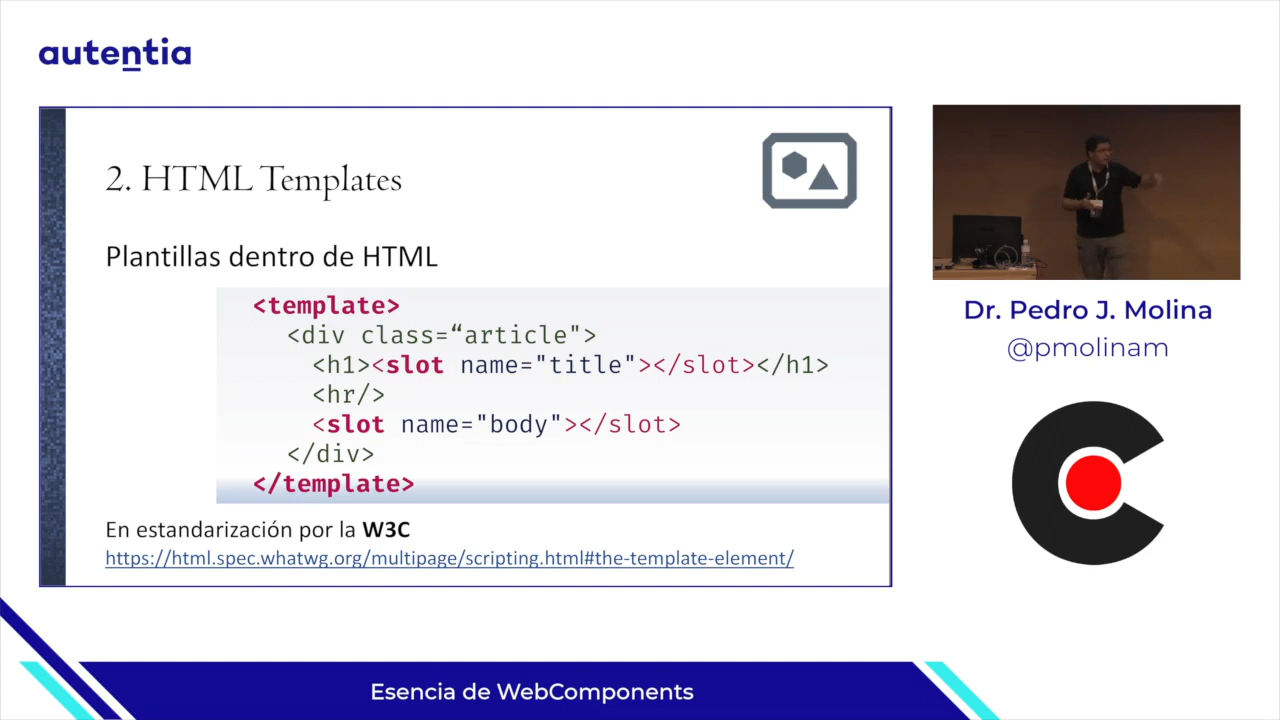 autentia
2. HTML Templates
Plantillas dentro de HTML
<template>
<div class=“article">
<h1><slot name="title"></slot></h1>
<hr/>
<slot name="body"></slot>
</div>
</template>
En estandarización por la W3C
https://html.spec.whatwg.org/multipage/scripting.html#the-template-element/
Dr. Pedro J. Molina
@pmolinam
Esencia de WebComponents